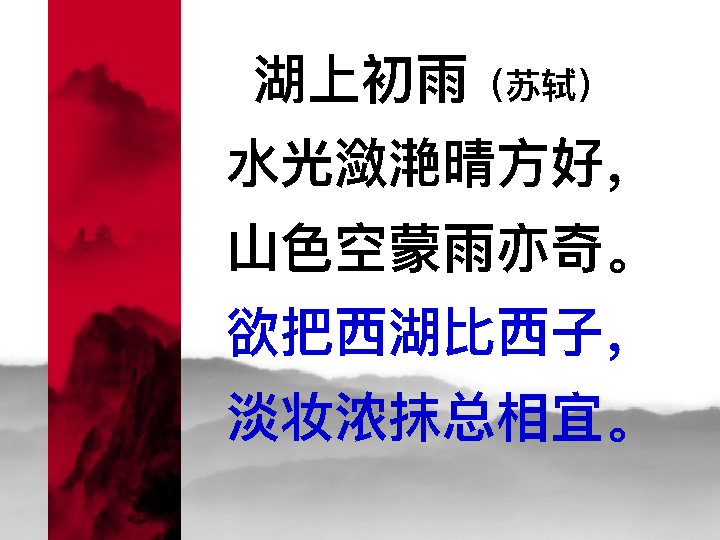 湖上初雨（苏轼）
水光潋滟晴方好，
山色空蒙雨亦奇。
欲把西湖比西子，
淡妆浓抹总相宜。